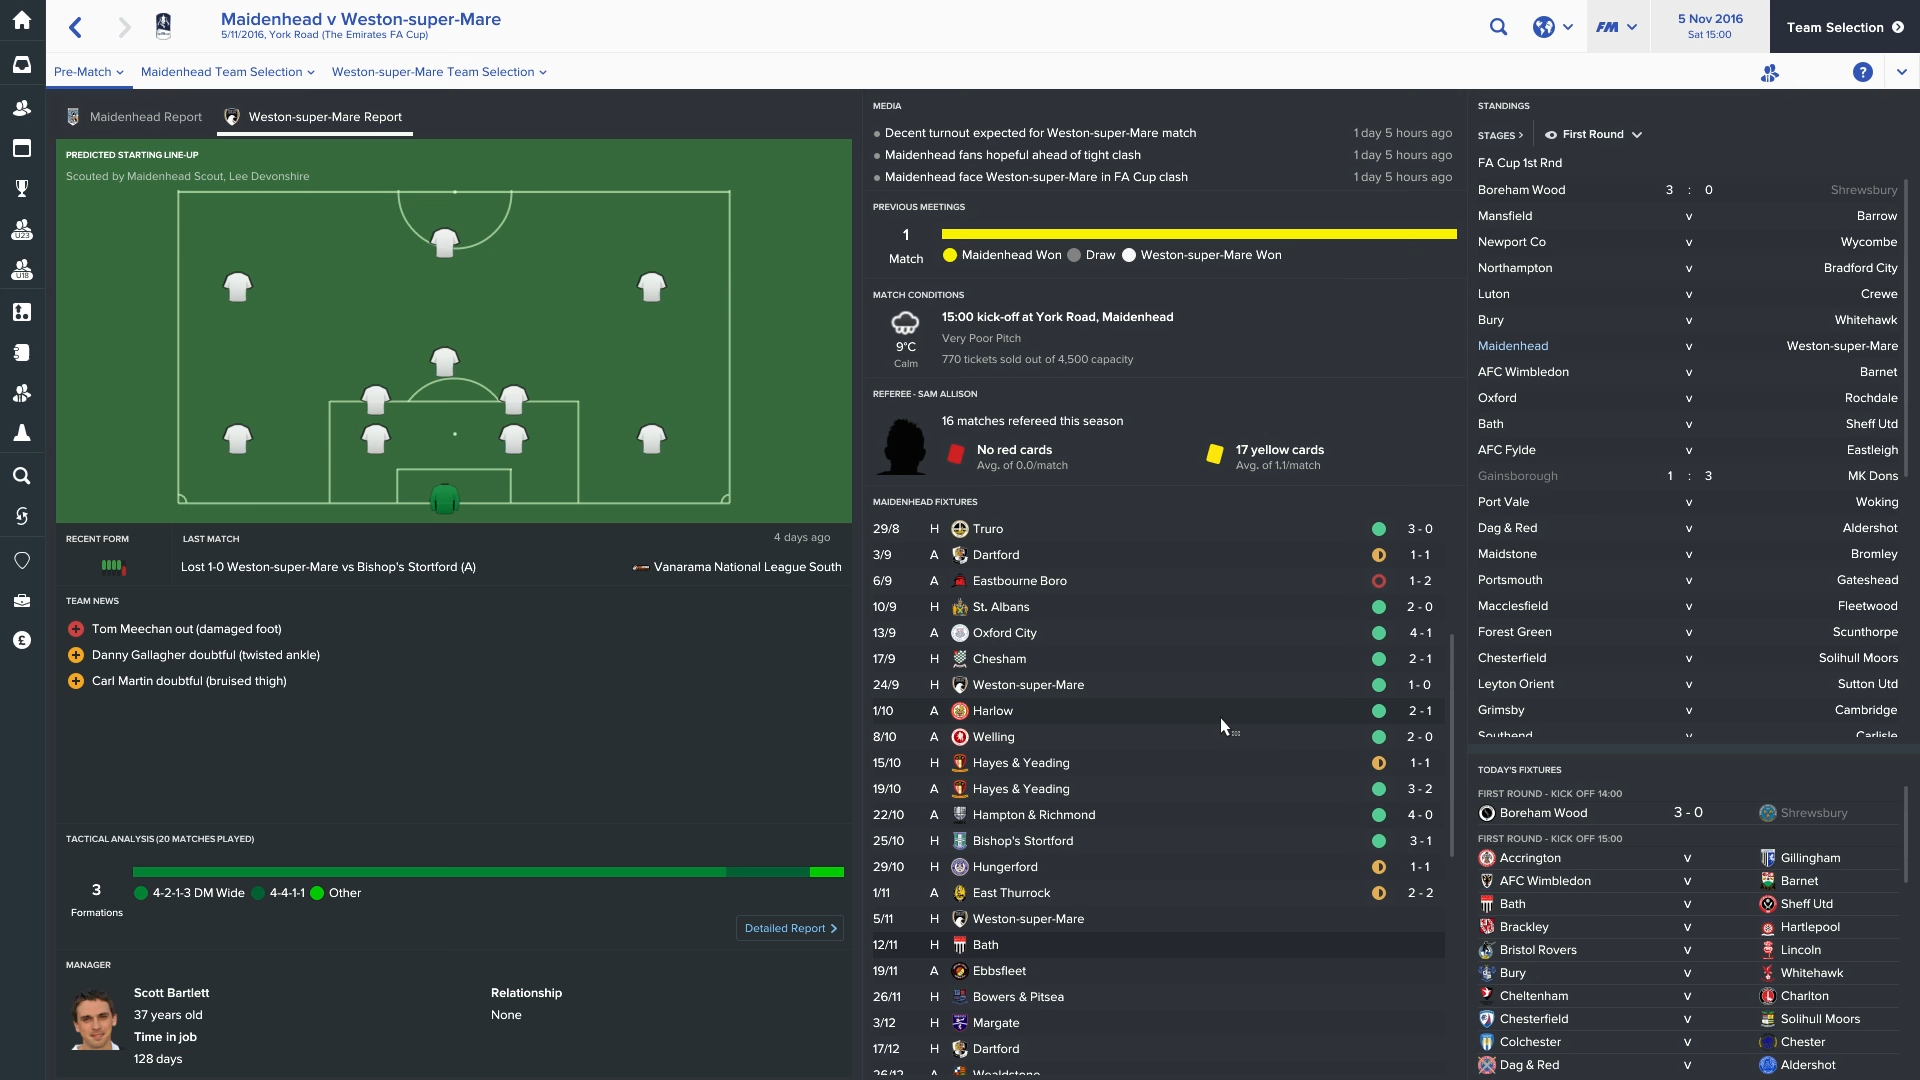 Maidenhead v Weston-super-Mare
5/11/2016, York Road (The Emirates FA Cup)
FM
5 Nov 2016
Sat 15:00
Team Selection
Pre-Match
Maidenhead Team Selection
Weston-super-Mare Team Selection
?
U23
U18
£
Maidenhead Report
Weston-super-Mare Report
PREDICTED STARTING LINE-UP
Scouted by Maidenhead Scout, Lee Devonshire
RECENT FORM
LAST MATCH
4 days ago
Lost 1-0 Weston-super-Mare vs Bishop's Stortford (A)
Vanarama National League South
TEAM NEWS
Tom Meechan out (damaged foot)
Danny Gallagher doubtful (twisted ankle)
Carl Martin doubtful (bruised thigh)
TACTICAL ANALYSIS (20 MATCHES PLAYED)
3
Formations
4-2-1-3 DM Wide
4-4-1-1
Other
Detailed Report
MANAGER
Scott Bartlett
37 years old
Time in job
128 days
Relationship
None
MEDIA
Decent turnout expected for Weston-super-Mare match 1 day 5 hours ago
Maidenhead fans hopeful ahead of tight clash 1 day 5 hours ago
Maidenhead face Weston-super-Mare in FA Cup clash 1 day 5 hours ago
PREVIOUS MEETINGS
1
Match
Maidenhead Won
Draw
Weston-super-Mare Won
MATCH CONDITIONS
9°C
Calm
15:00 kick-off at York Road, Maidenhead
Very Poor Pitch
770 tickets sold out of 4,500 capacity
REFEREE - SAM ALLISON
16 matches refereed this season
No red cards
Avg. of 0.0/match
17 yellow cards
Avg. of 1.1/match
MAIDENHEAD FIXTURES
29/8 H Truro 3 - 0
3/9 A Dartford 1 - 1
6/9 A Eastbourne Boro 1 - 2
10/9 H St. Albans 2 - 0
13/9 A Oxford City 4 - 1
17/9 H Chesham 2 - 1
24/9 H Weston-super-Mare 1 - 0
1/10 A Harlow 2 - 1
8/10 A Welling 2 - 0
15/10 H Hayes & Yeading 1 - 1
19/10 A Hayes & Yeading 3 - 2
22/10 A Hampton & Richmond 4 - 0
25/10 H Bishop's Stortford 3 - 1
29/10 H Hungerford 1 - 1
1/11 A East Thurrock 2 - 2
5/11 H Weston-super-Mare
12/11 H Bath
19/11 A Ebbsfleet
26/11 H Bowers & Pitsea
3/12 H Margate
17/12 H Dartford
26/12 A Wealdstone
STANDINGS
STAGES
First Round
FA Cup 1st Rnd
Boreham Wood 3 : 0 Shrewsbury
Mansfield v Barrow
Newport Co v Wycombe
Northampton v Bradford City
Luton v Crewe
Bury v Whitehawk
Maidenhead v Weston-super-Mare
AFC Wimbledon v Barnet
Oxford v Rochdale
Bath v Sheff Utd
AFC Fylde v Eastleigh
Gainsborough 1 : 3 MK Dons
Port Vale v Woking
Dag & Red v Aldershot
Maidstone v Bromley
Portsmouth v Gateshead
Macclesfield v Fleetwood
Forest Green v Scunthorpe
Chesterfield v Solihull Moors
Leyton Orient v Sutton Utd
Grimsby v Cambridge
Southend v Carlisle
TODAY'S FIXTURES
FIRST ROUND - KICK OFF 14:00
Boreham Wood 3 - 0 Shrewsbury
FIRST ROUND - KICK OFF 15:00
Accrington v Gillingham
AFC Wimbledon v Barnet
Bath v Sheff Utd
Brackley v Hartlepool
Bristol Rovers v Lincoln
Bury v Whitehawk
Cheltenham v Charlton
Chesterfield v Solihull Moors
Colchester v Chester
Dag & Red v Aldershot